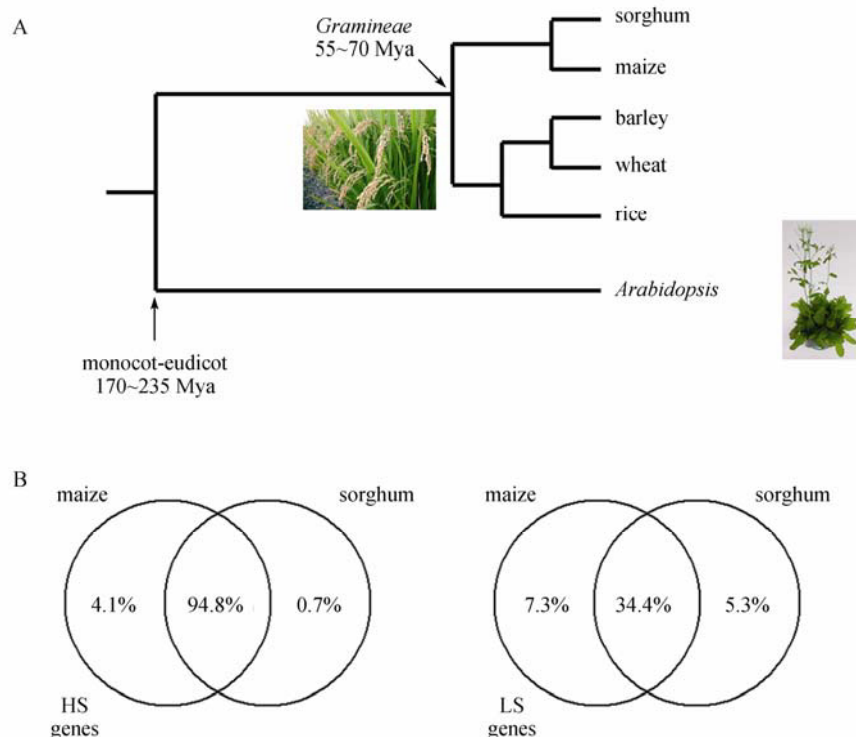 A
Gramineae
55~70 Mya
sorghum
maize
barley
wheat
rice
Arabidopsis
monocot-eudicot
170~235 Mya
B
maize
sorghum
4.1%
94.8%
0.7%
HS
genes
maize
sorghum
7.3%
34.4%
5.3%
LS
genes